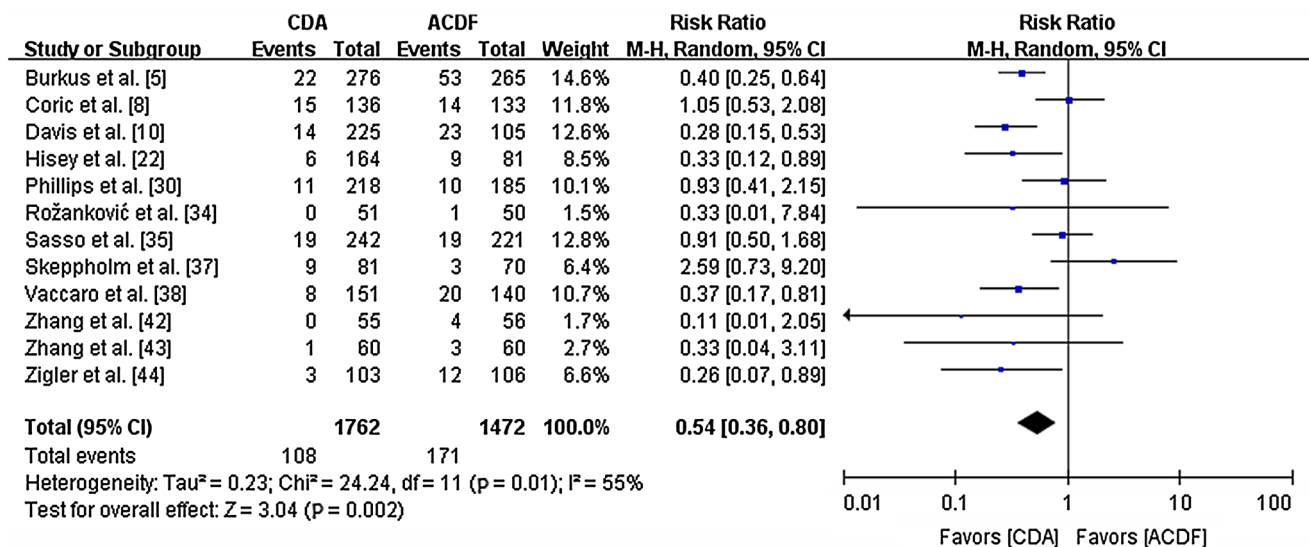 CDA ACDF Risk Ratio Risk Ratio
Study or Subgroup Events Total Events Total Weight M-H, Random, 95% CI M-H, Random, 95% CI
Burkus et al. [5] 22 276 53 265 14.6% 0.40 [0.25, 0.64]
Coric et al. [8] 15 136 14 133 11.8% 1.05 [0.53, 2.08]
Davis et al. [10] 14 225 23 105 12.6% 0.28 [0.15, 0.53]
Hisey et al. [22] 6 164 9 81 8.5% 0.33 [0.12, 0.89]
Phillips et al. [30] 11 218 10 185 10.1% 0.93 [0.41, 2.15]
Rožanković et al. [34] 0 51 1 50 1.5% 0.33 [0.01, 7.84]
Sasso et al. [35] 19 242 19 221 12.8% 0.91 [0.50, 1.68]
Skeppholm et al. [37] 9 81 3 70 6.4% 2.59 [0.73, 9.20]
Vaccaro et al. [38] 8 151 20 140 10.7% 0.37 [0.17, 0.81]
Zhang et al. [42] 0 55 4 56 1.7% 0.11 [0.01, 2.05]
Zhang et al. [43] 1 60 3 60 2.7% 0.33 [0.04, 3.11]
Zigler et al. [44] 3 103 12 106 6.6% 0.26 [0.07, 0.89]
Total (95% CI) 1762 1472 100.0% 0.54 [0.36, 0.80]
Total events 108 171
Heterogeneity: Tau² = 0.23; Chi² = 24.24, df = 11 (p = 0.01); I² = 55%
Test for overall effect: Z = 3.04 (P = 0.002)
0.01 0.1 1 10 100
Favors [CDA] Favors [ACDF]